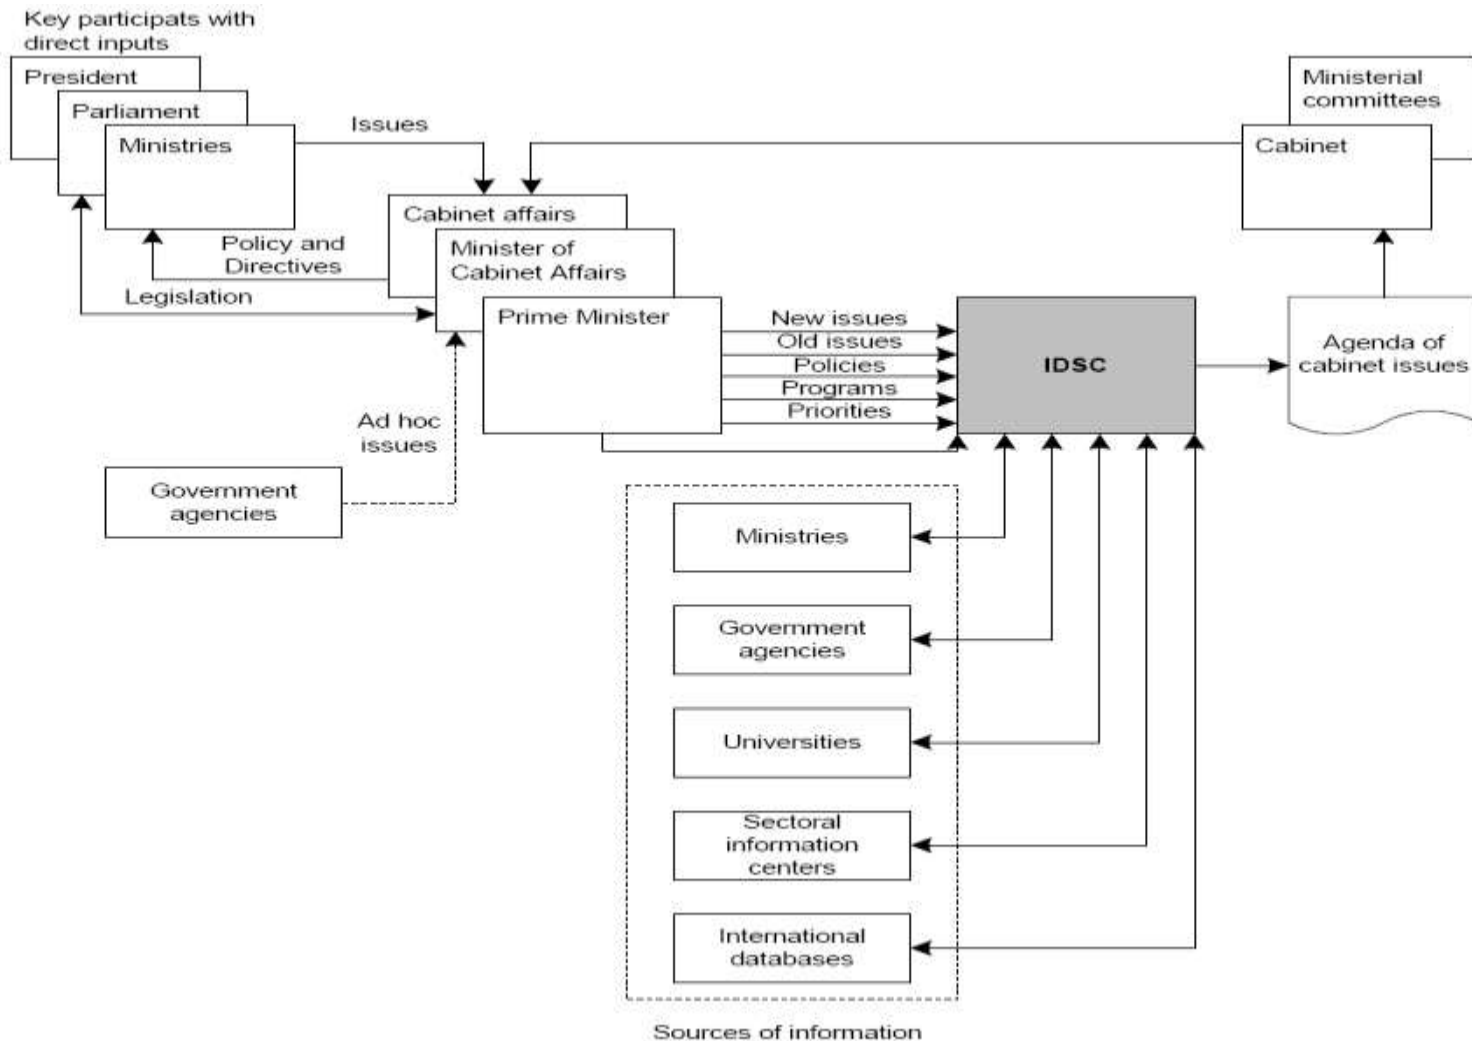 Key participats with
direct inputs
President
Parliament
Ministries
Issues
Ministerial
committees
Cabinet
Cabinet affairs
Policy and
Directives
Minister of
Cabinet Affairs
Legislation
Prime Minister
New issues
Old issues
Policies
Programs
Priorities
IDSC
Agenda of
cabinet issues
Ad hoc
issues
Government
agencies
Ministries
Government
agencies
Universities
Sectoral
information
centers
International
databases
Sources of information